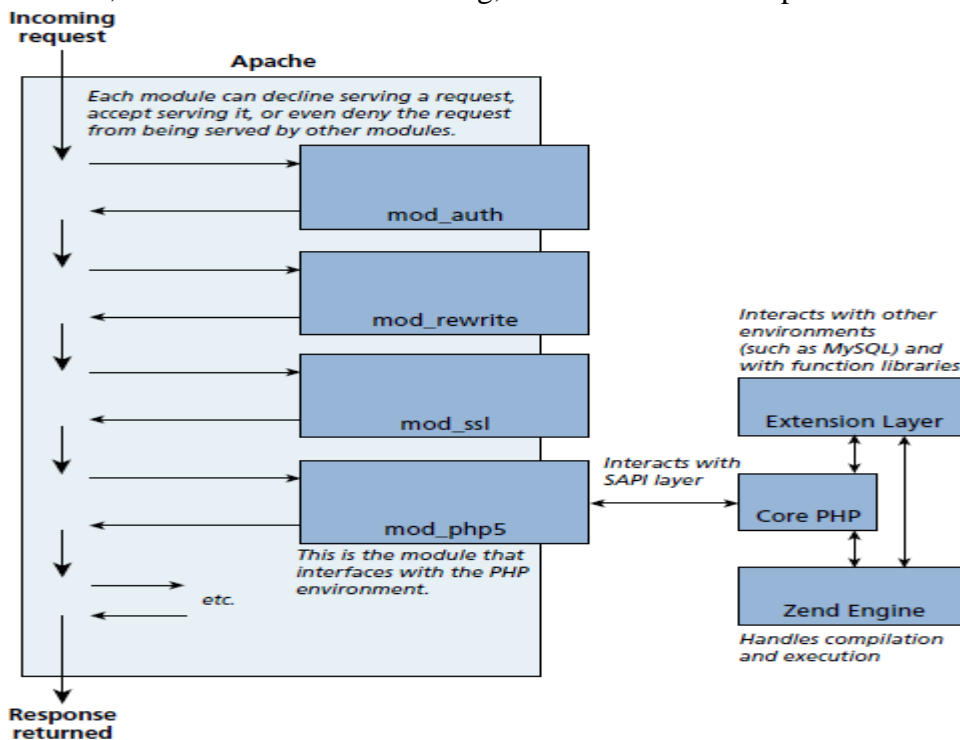 Incoming
request
Apache
Each module can decline serving a request,
accept serving it, or even deny the request
from being served by other modules.
mod_auth
mod_rewrite
Interacts with other
environments
(such as MySQL) and
with function libraries
mod_ssl
Extension Layer
Interacts with
SAPI layer
mod_php5
Core PHP
This is the module that
interfaces with the PHP
environment.
etc.
Zend Engine
Handles compilation
and execution
Response
returned